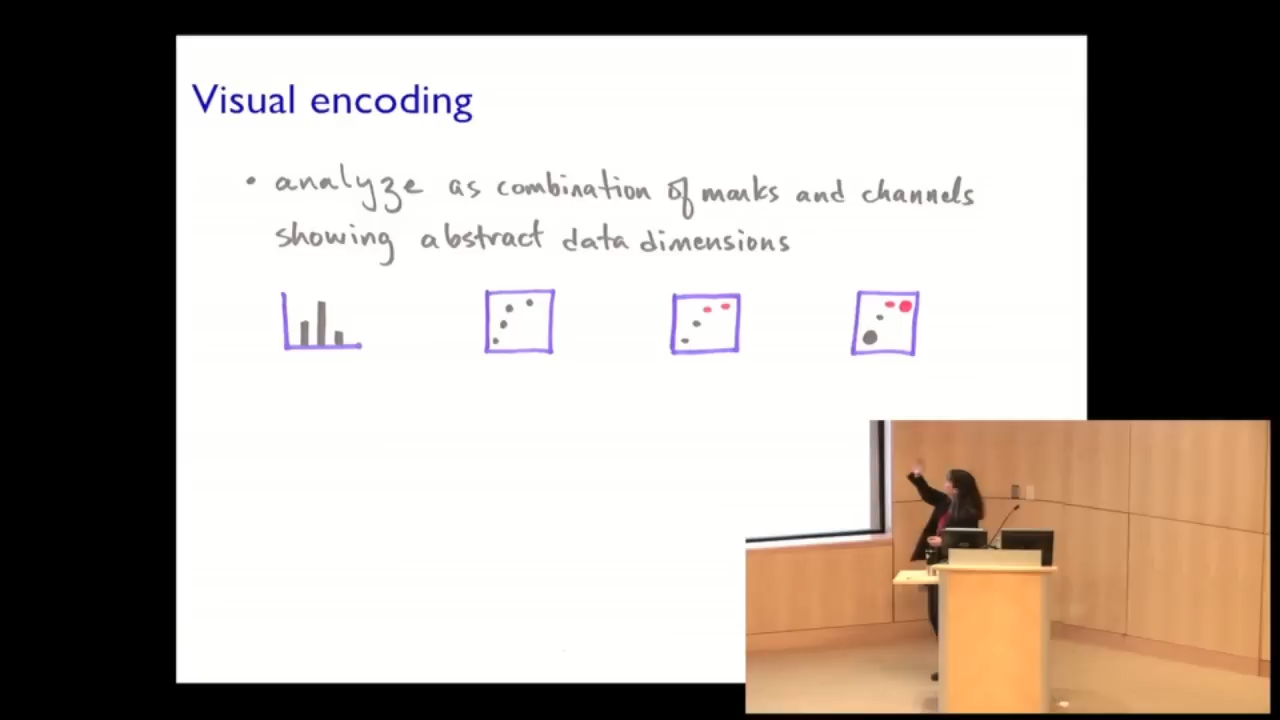 Visual encoding
• analyze as combination of marks and channels
showing abstract data dimensions